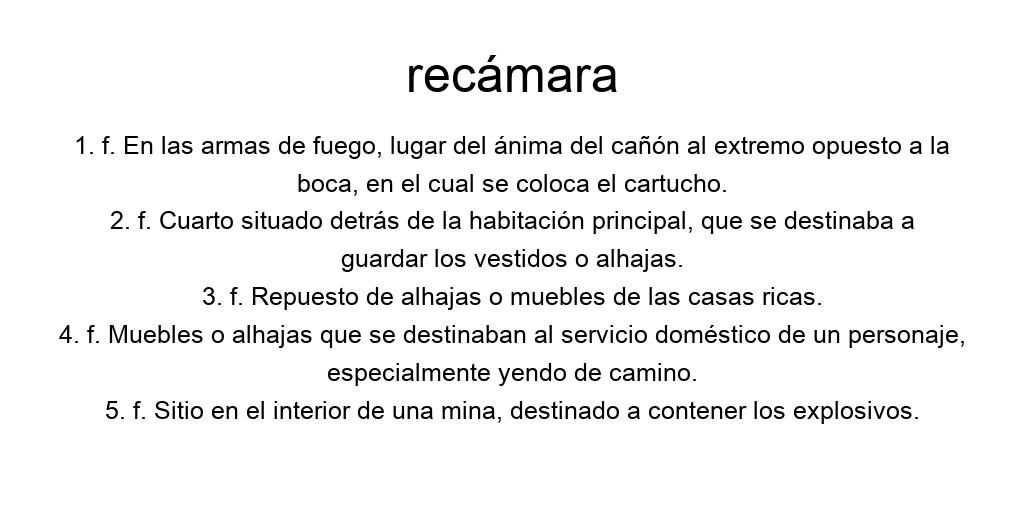 recámara
1. f. En las armas de fuego, lugar del ánima del cañón al extremo opuesto a la
boca, en el cual se coloca el cartucho.
2. f. Cuarto situado detrás de la habitación principal, que se destinaba a
guardar los vestidos o alhajas.
3. f. Repuesto de alhajas o muebles de las casas ricas.
4. f. Muebles o alhajas que se destinaban al servicio doméstico de un personaje,
especialmente yendo de camino.
5. f. Sitio en el interior de una mina, destinado a contener los explosivos.